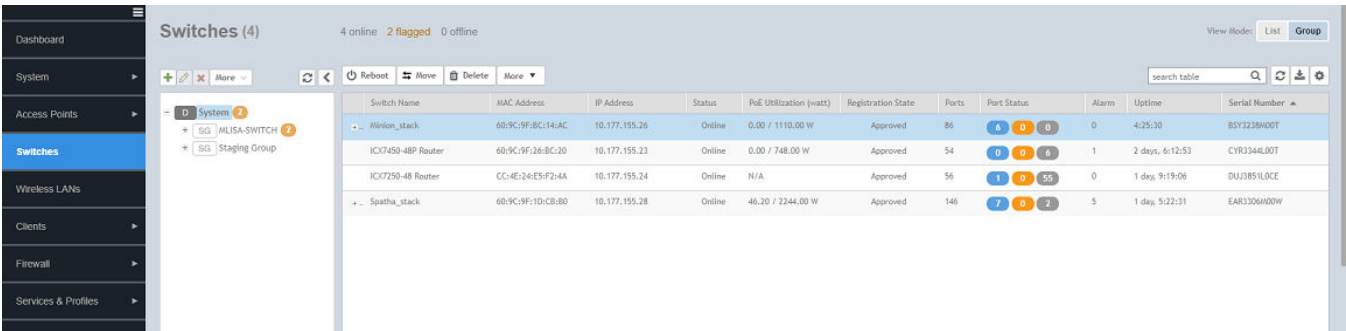 Switches (4) 4 online 2 flagged 0 offline View Mode: List Group
Dashboard
System
Access Points
Switches
Wireless LANs
Clients
Firewall
Services & Profiles
More
D System 2
SG MLISA-SWITCH 2
SG Staging Group
Reboot Move Delete More search table
Switch Name MAC Address IP Address Status PoE Utilization (watt) Registration State Ports Port Status Alarm Uptime Serial Number
Minion_stack 60:9C:9F:BC:14:AC 10.177.155.26 Online 0.00 / 1110.00 W Approved 86 6 0 0 0 4:25:30 BSY3238M00T
ICX7450-48P Router 60:9C:9F:26:BC:20 10.177.155.23 Online 0.00 / 748.00 W Approved 54 0 0 6 1 2 days, 6:12:53 CYR3344L00T
ICX7250-48 Router CC:4E:24:E5:F2:4A 10.177.155.24 Online N/A Approved 56 1 0 55 0 1 day, 9:19:06 DUJ3851L0CE
Spatha_stack 60:9C:9F:1D:CB:80 10.177.155.28 Online 46.20 / 2244.00 W Approved 146 7 0 2 5 1 day, 5:22:31 EAR3306M00W